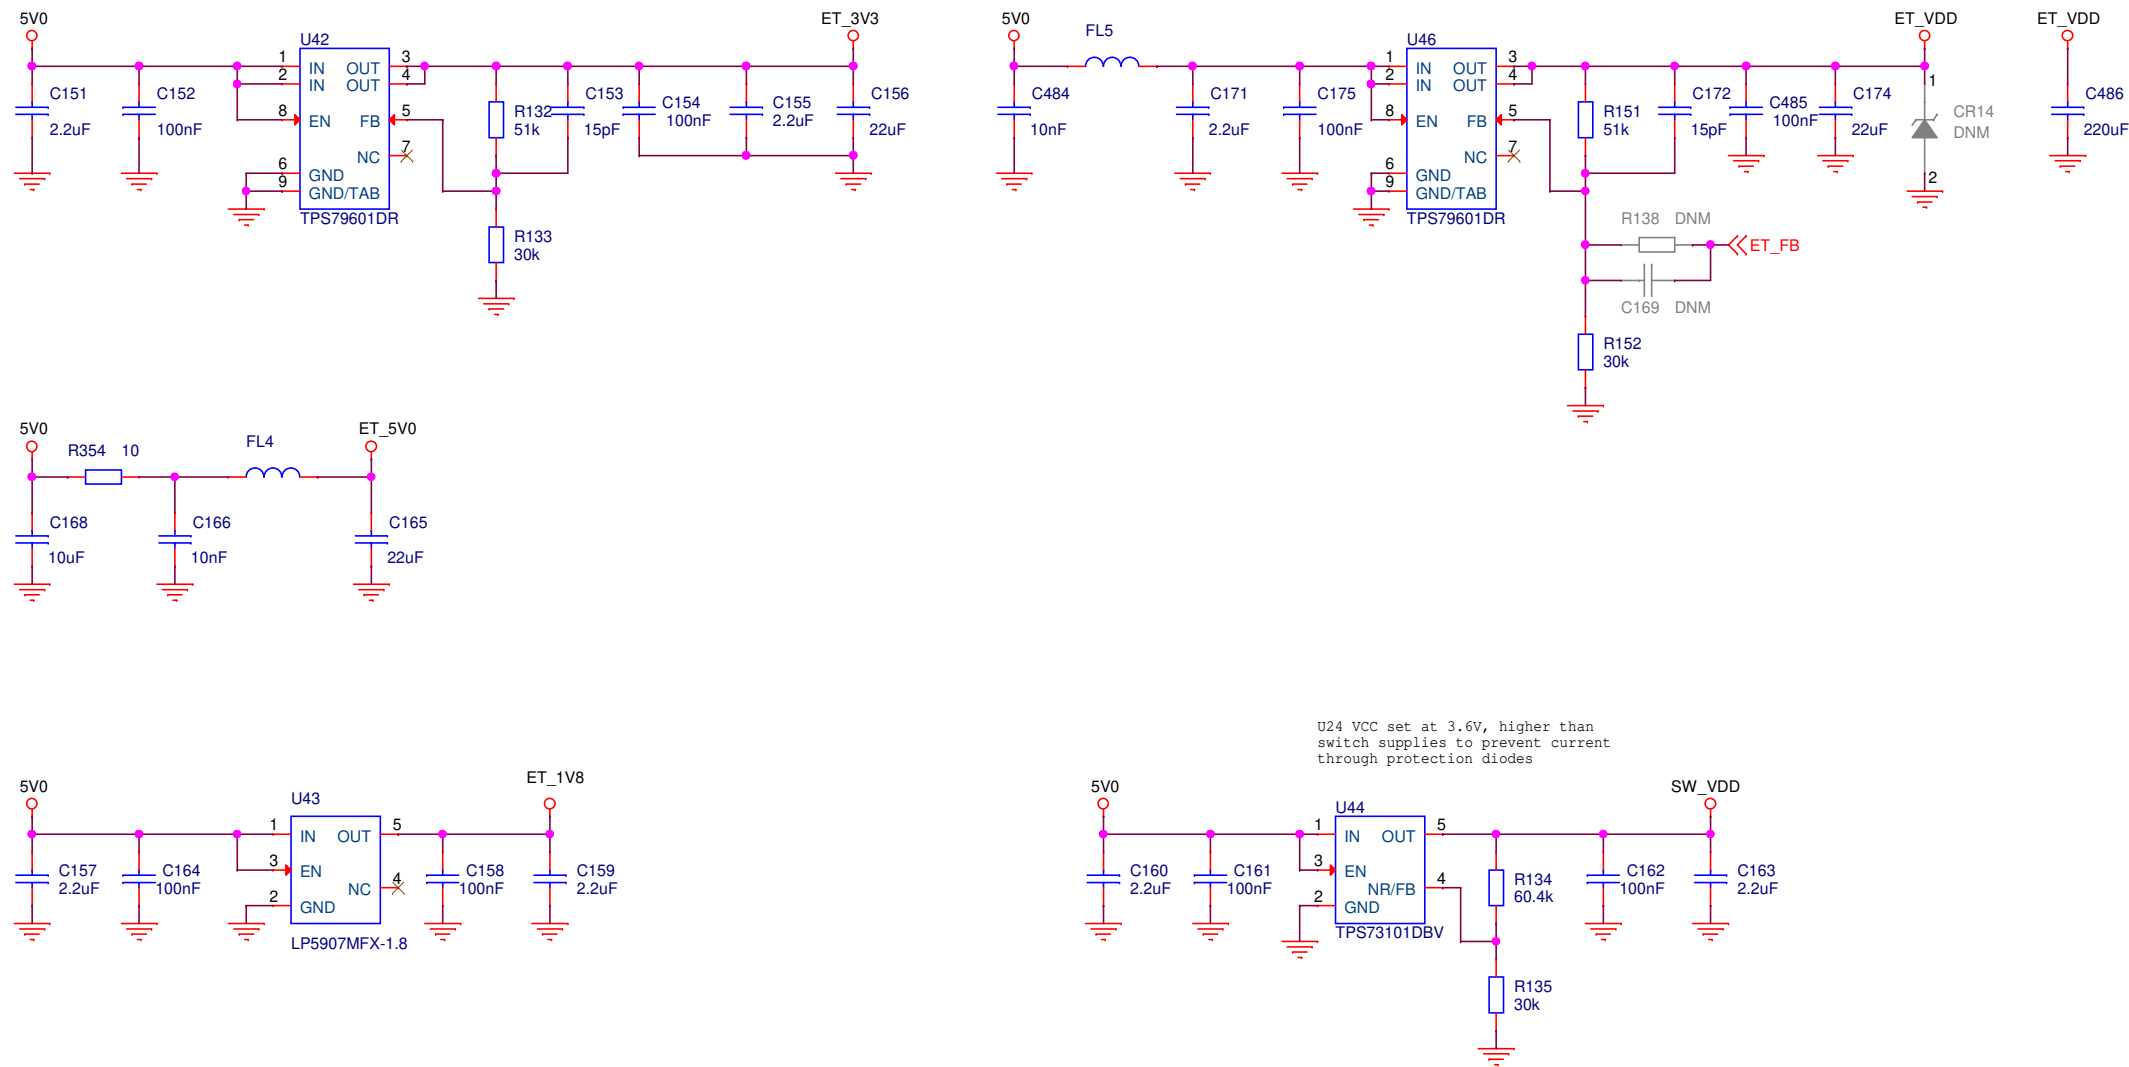 5V0
ET_3V3
U42
1 IN OUT 3
2 IN OUT 4
8 EN FB 5
NC 7
6 GND
9 GND/TAB
TPS79601DR
C151
2.2uF
C152
100nF
R132
51k
C153
15pF
C154
100nF
C155
2.2uF
C156
22uF
R133
30k
5V0
FL5
ET_VDD
ET_VDD
U46
1 IN OUT 3
2 IN OUT 4
8 EN FB 5
NC 7
6 GND
9 GND/TAB
TPS79601DR
C484
10nF
C171
2.2uF
C175
100nF
R151
51k
C172
15pF
C485
100nF
C174
22uF
1
CR14
DNM
2
C486
220uF
R138 DNM
ET_FB
C169 DNM
R152
30k
5V0
R354 10
FL4
ET_5V0
C168
10uF
C166
10nF
C165
22uF
5V0
ET_1V8
U43
1 IN OUT 5
3 EN
NC 4
2 GND
LP5907MFX-1.8
C157
2.2uF
C164
100nF
C158
100nF
C159
2.2uF
U24 VCC set at 3.6V, higher than
switch supplies to prevent current
through protection diodes
5V0
SW_VDD
U44
1 IN OUT 5
3 EN
NR/FB 4
2 GND
TPS73101DBV
C160
2.2uF
C161
100nF
R134
60.4k
C162
100nF
C163
2.2uF
R135
30k